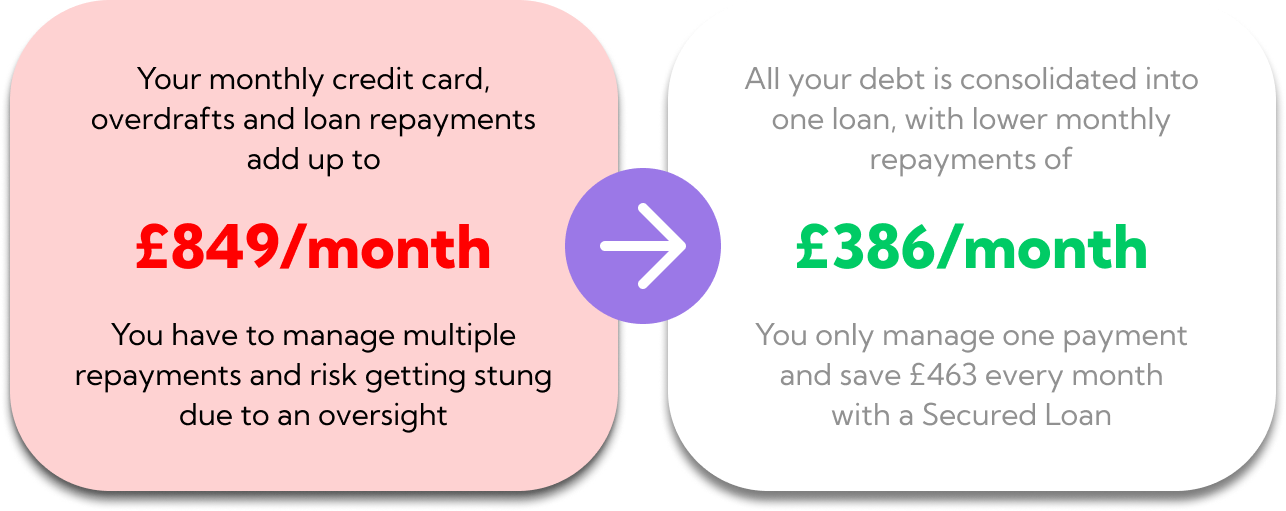 Your monthly credit card,
overdrafts and loan repayments
add up to
£849/month
You have to manage multiple
repayments and risk getting stung
due to an oversight
All your debt is consolidated into
one loan, with lower monthly
repayments of
£386/month
You only manage one payment
and save £463 every month
with a Secured Loan